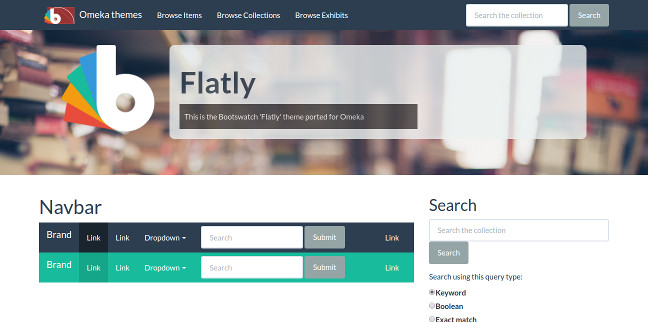 Omeka themes Browse Items Browse Collections Browse Exhibits Search the collection Search
Flatly
This is the Bootswatch 'Flatly' theme ported for Omeka
Navbar
Brand Link Link Dropdown Search Submit Link
Brand Link Link Dropdown Search Submit Link
Search
Search the collection
Search
Search using this query type:
Keyword
Boolean
Exact match